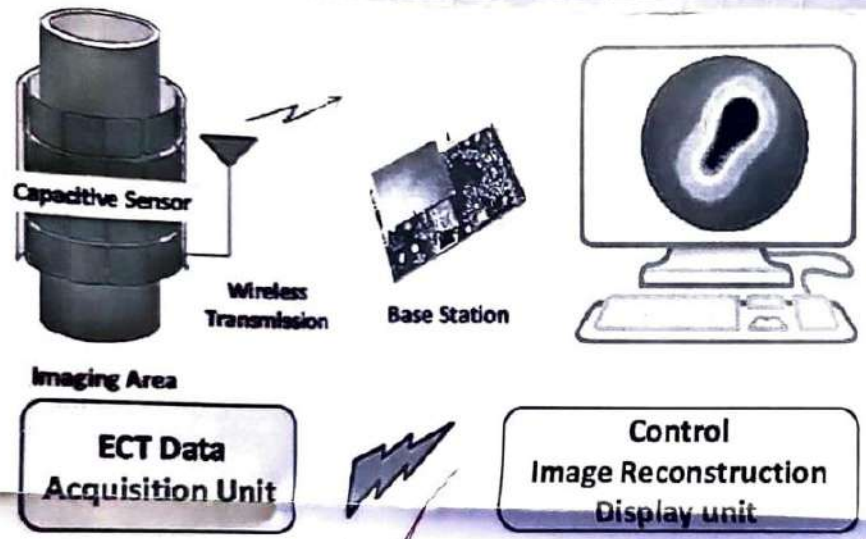 Capacitive Sensor
Wireless
Transmission
Base Station
Imaging Area
ECT Data
Acquisition Unit
Control
Image Reconstruction
Display unit